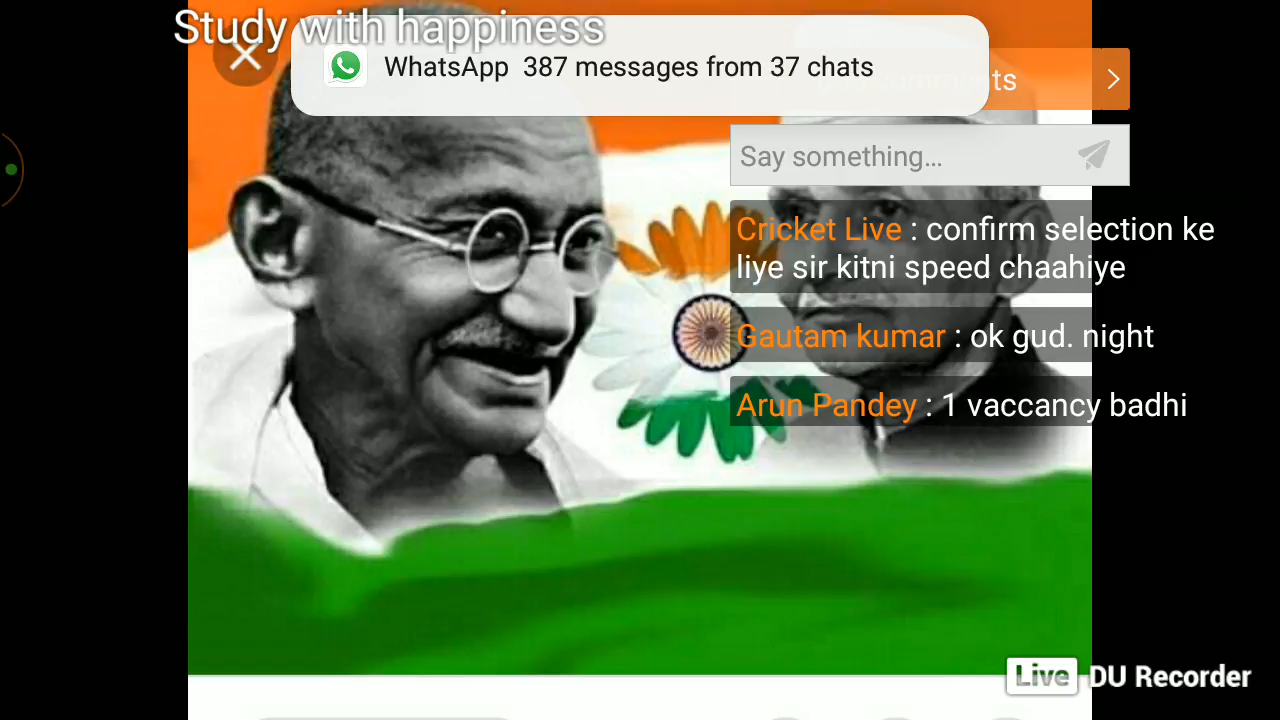 Study with happiness
WhatsApp 387 messages from 37 chats
Say something...
Cricket Live : confirm selection ke
liye sir kitni speed chaahiye
Gautam kumar : ok gud. night
Arun Pandey : 1 vaccancy badhi
Live DU Recorder